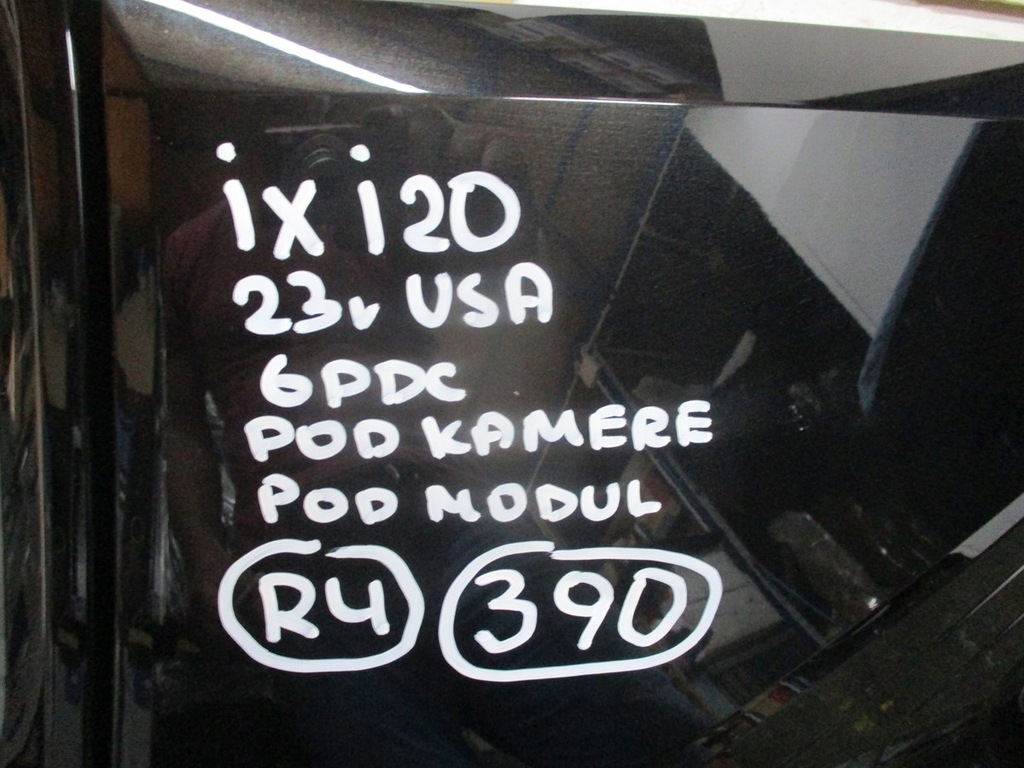 iX i20
23r USA
6PDC
POD KAMERE
POD MODUL
R4 390